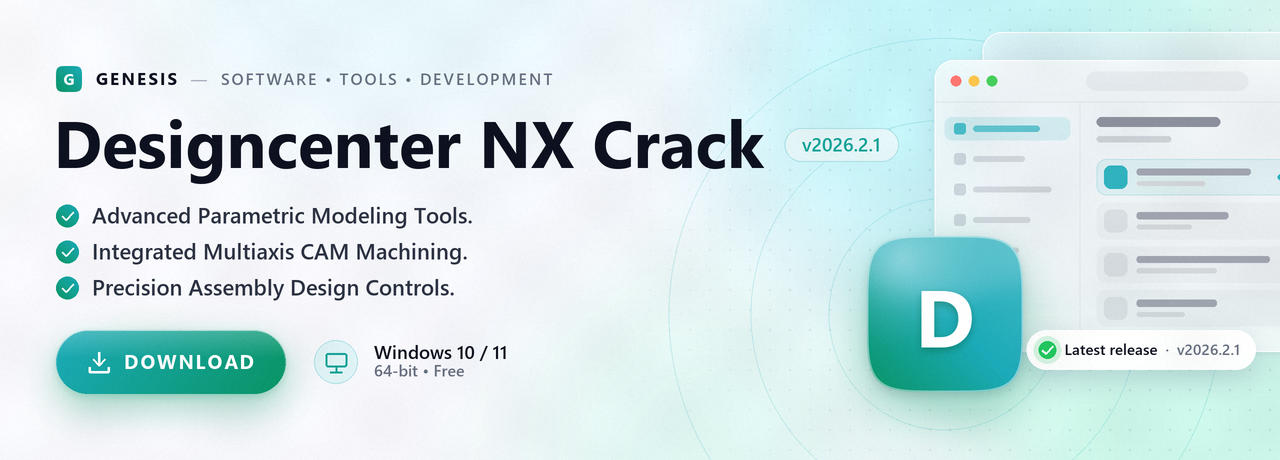 G GENESIS — SOFTWARE • TOOLS • DEVELOPMENT
Designcenter NX Crack v2026.2.1
Advanced Parametric Modeling Tools.
Integrated Multiaxis CAM Machining.
Precision Assembly Design Controls.
DOWNLOAD
Windows 10 / 11
64-bit • Free
D
Latest release · v2026.2.1